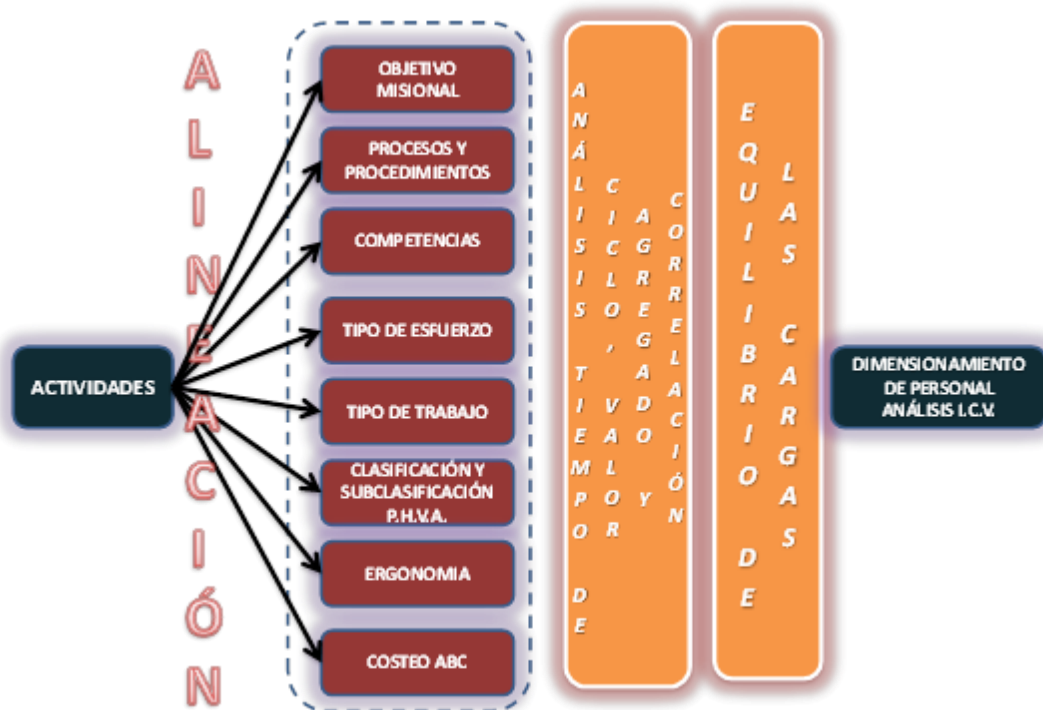 ALINEACIÓN
ACTIVIDADES
OBJETIVO
MISIONAL
PROCESOS Y
PROCEDIMIENTOS
COMPETENCIAS
TIPO DE ESFUERZO
TIPO DE TRABAJO
CLASIFICACIÓN Y
SUBCLASIFICACIÓN
P.H.V.A.
ERGONOMIA
COSTEO ABC
ANÁLISIS TIEMPO DE
CICLO, VALOR
AGREGADO Y
CORRELACIÓN
EQUILIBRIO DE
LAS CARGAS
DIMENSIONAMIENTO
DE PERSONAL
ANÁLISIS I.C.V.